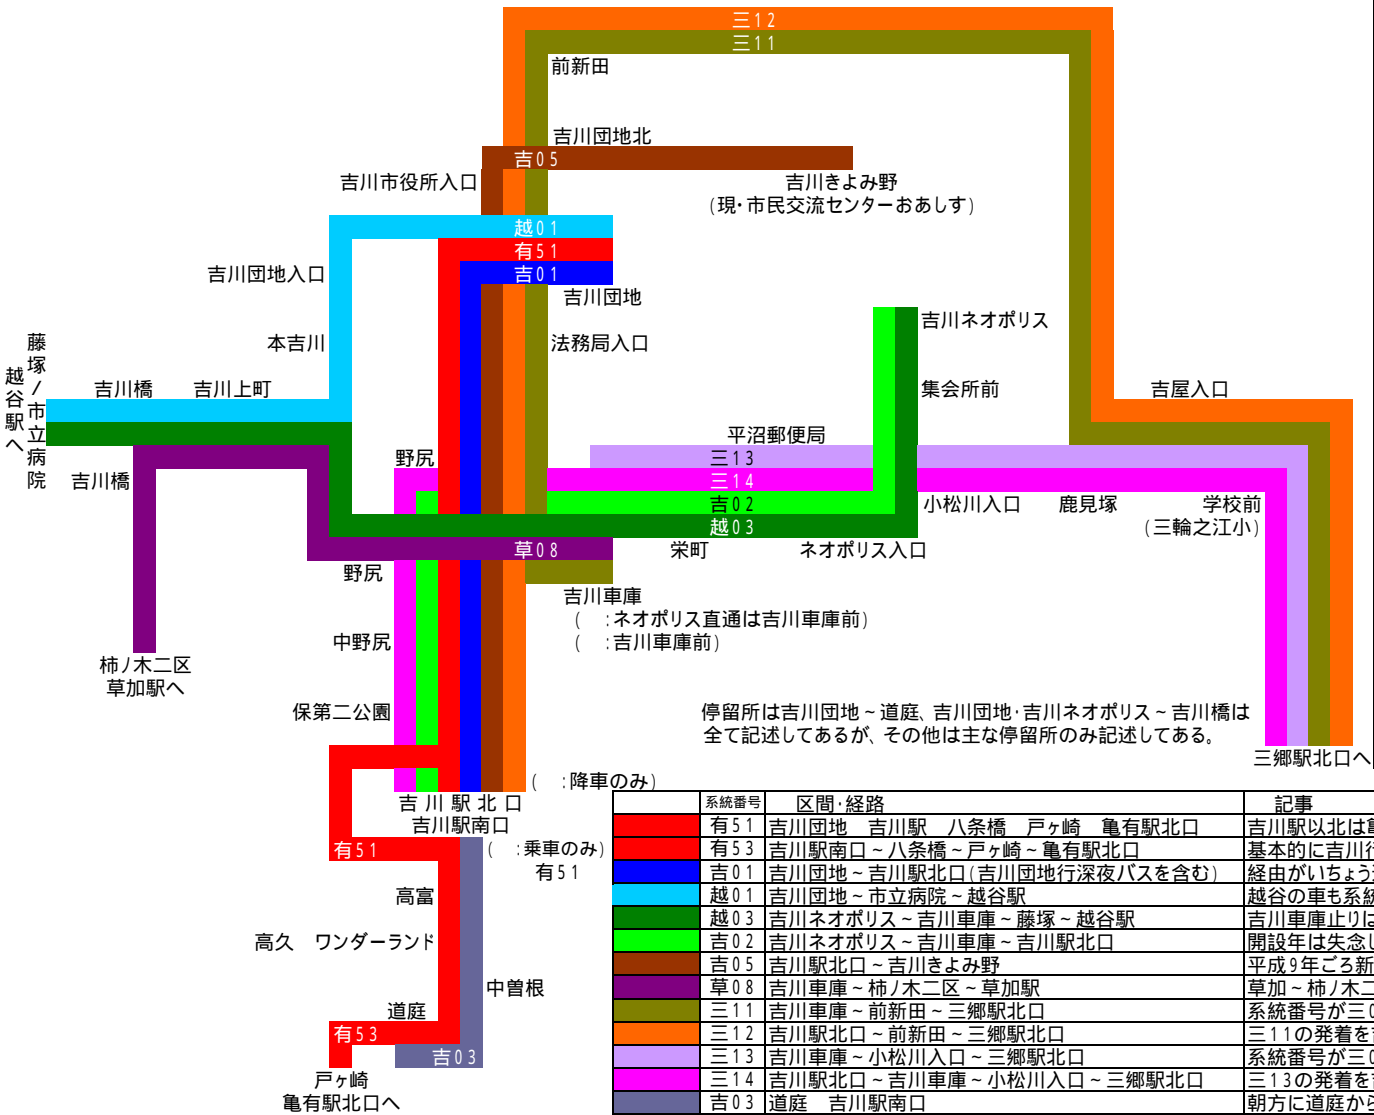 三12
三11
前新田
吉川団地北
吉05
吉川市役所入口
吉川きよみ野
(現・市民交流センターおあしす)
越01
有51
吉01
吉川団地入口
吉川団地
吉川ネオポリス
本吉川
法務局入口
藤塚/市立病院
越谷駅へ
吉川橋
吉川上町
集会所前
吉屋入口
平沼郵便局
野尻
三13
吉川橋
三14
吉02
小松川入口
鹿見塚
学校前
(三輪之江小)
越03
草08
栄町
ネオポリス入口
野尻
吉川車庫
( :ネオポリス直通は吉川車庫前)
( :吉川車庫前)
中野尻
柿ノ木二区
草加駅へ
保第二公園
停留所は吉川団地~道庭、吉川団地・吉川ネオポリス~吉川橋は
全て記述してあるが、その他は主な停留所のみ記述してある。
三郷駅北口へ
( :降車のみ)
吉川駅北口
吉川駅南口
有51
( :乗車のみ)
有51
高富
高久 ワンダーランド
中曽根
道庭
有53
吉03
戸ヶ崎
亀有駅北口へ
系統番号 区間・経路 記事
有51 吉川団地 吉川駅 八条橋 戸ヶ崎 亀有駅北口 吉川駅以北は
有53 吉川駅南口~八条橋~戸ヶ崎~亀有駅北口 基本的に吉川行
吉01 吉川団地~吉川駅北口(吉川団地行深夜バスを含む) 経由がいちょう
越01 吉川団地~市立病院~越谷駅 越谷の車も系統
越03 吉川ネオポリス~吉川車庫~藤塚~越谷駅 吉川車庫止りは
吉02 吉川ネオポリス~吉川車庫~吉川駅北口 開設年は失念し
吉05 吉川駅北口~吉川きよみ野 平成9年ごろ新
草08 吉川車庫~柿ノ木二区~草加駅 草加~柿ノ木二
三11 吉川車庫~前新田~三郷駅北口 系統番号が三0
三12 吉川駅北口~前新田~三郷駅北口 三11の発着を
三13 吉川車庫~小松川入口~三郷駅北口 系統番号が三0
三14 吉川駅北口~吉川車庫~小松川入口~三郷駅北口 三13の発着を
吉03 道庭 吉川駅南口 朝方に道庭から